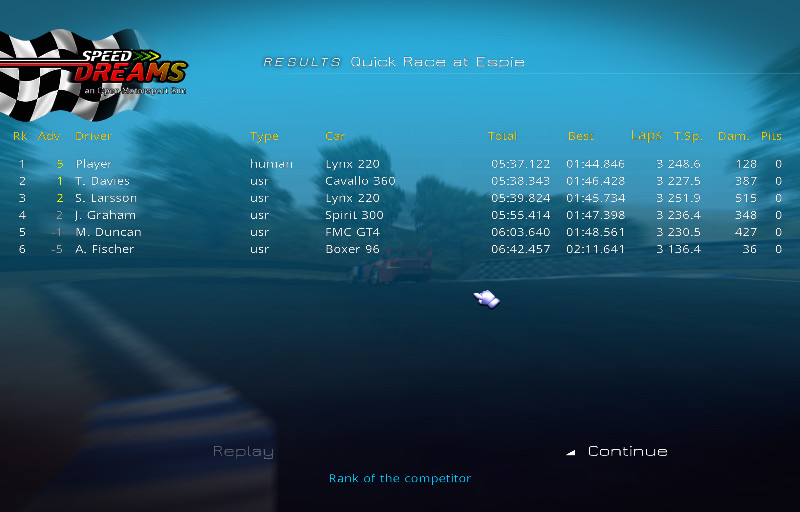 SPEED
DREAMS
an Open Motorsport Sim
RESULTS Quick Race at Espie
Rk Adv. Driver Type Car Total Best Laps T.Sp. Dam. Pits
1 5 Player human Lynx 220 05:37.122 01:44.846 3 248.6 128 0
2 1 T. Davies usr Cavallo 360 05:38.343 01:46.428 3 227.5 387 0
3 2 S. Larsson usr Lynx 220 05:39.824 01:45.734 3 251.9 515 0
4 2 J. Graham usr Spirit 300 05:55.414 01:47.398 3 236.4 348 0
5 -1 M. Duncan usr FMC GT4 06:03.640 01:48.561 3 230.5 427 0
6 -5 A. Fischer usr Boxer 96 06:42.457 02:11.641 3 136.4 36 0
Replay Continue
Rank of the competitor